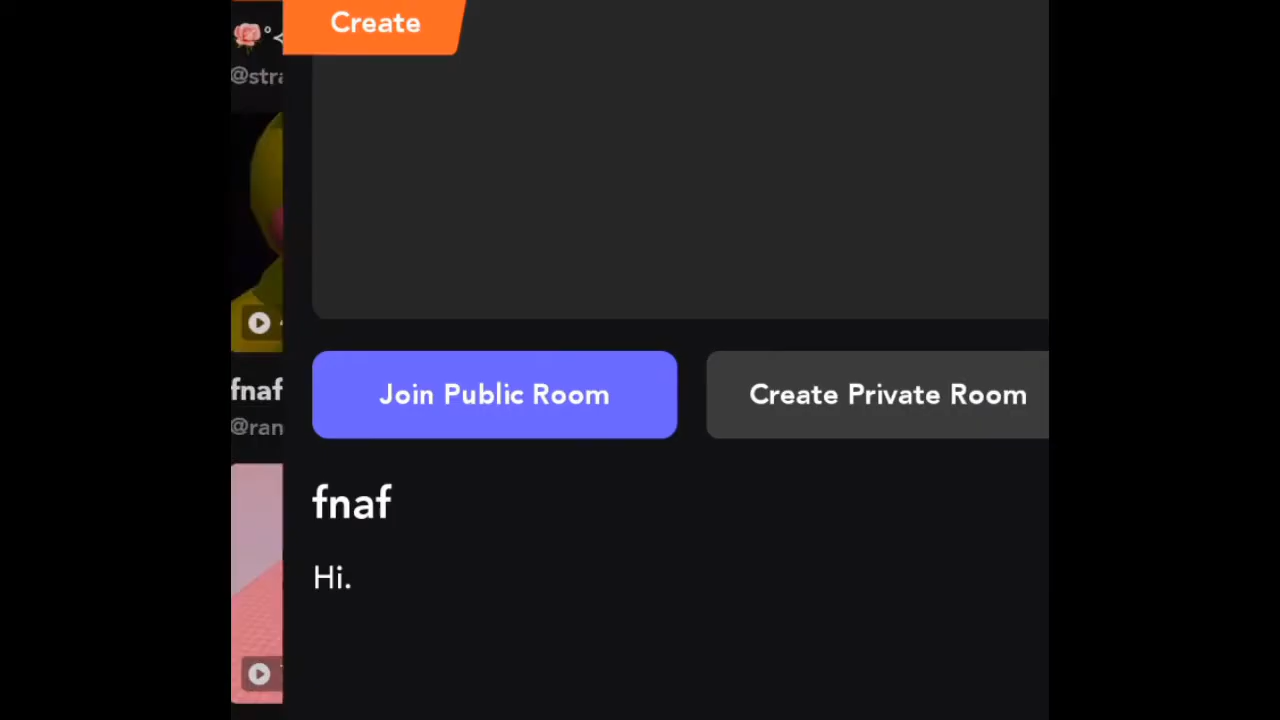 Create
@stra
fnaf
@ran
Join Public Room
Create Private Room
fnaf
Hi.